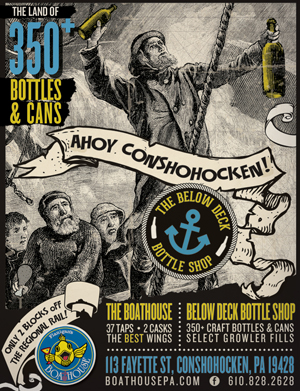 THE LAND OF
350+
BOTTLES
& CANS
AHOY CONSHOHOCKEN!
THE BELOW DECK
BOTTLE SHOP
ONLY 2 BLOCKS off
THE REGIONAL RAIL!
Flanigan's
BOATHOUSE
THE BOATHOUSE
37 TAPS • 2 CASKS
THE BEST WINGS
BELOW DECK BOTTLE SHOP
350+ CRAFT BOTTLES & CANS
SELECT GROWLER FILLS
113 FAYETTE ST, CONSHOHOCKEN, PA 19428
BOATHOUSEPA.COM f 610.828.2628